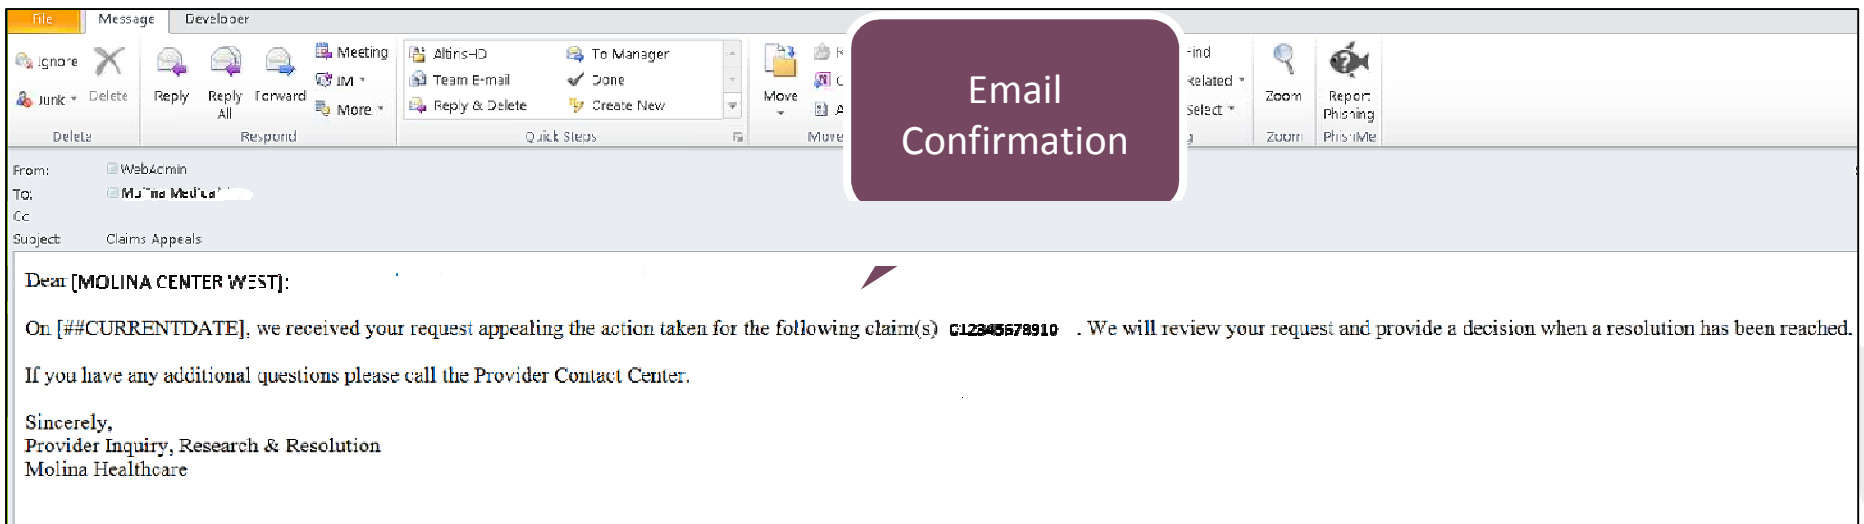 File Message Developer
Ignore
Junk
Delete
Reply
Reply All
Forward
Meeting
IM
More
AltirisHD To Manager
Team E-mail Done
Reply & Delete Create New
Move
Find
Related
Select
Zoom
Report Phishing
Delete Respond Quick Steps Move Zoom PhishMe
Email
Confirmation
From: WebAdmin
To: Molina Medical
Cc
Subject: Claims Appeals
Dear [MOLINA CENTER WEST]:
On [##CURRENTDATE], we received your request appealing the action taken for the following claim(s) . We will review your request and provide a decision when a resolution has been reached.
If you have any additional questions please call the Provider Contact Center.
Sincerely,
Provider Inquiry, Research & Resolution
Molina Healthcare